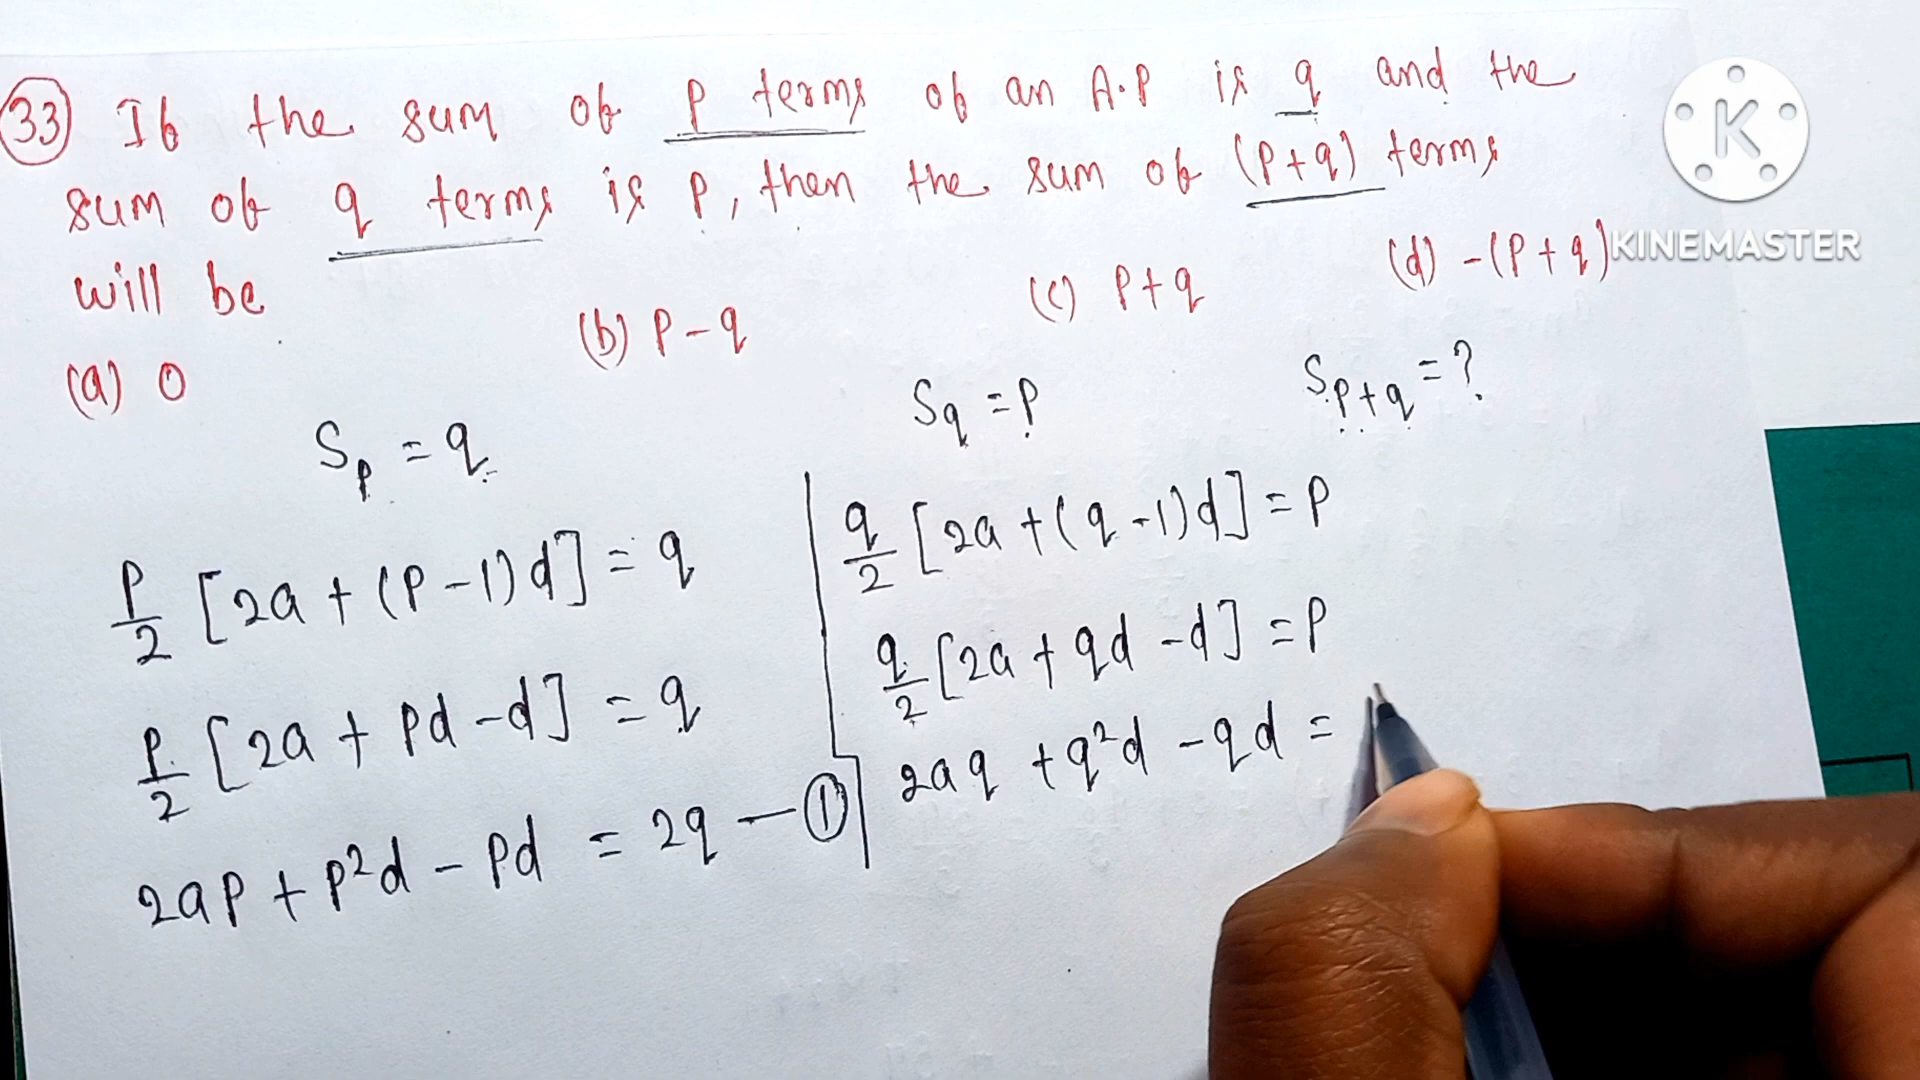 33 If the sum of p terms of an A.P is q and the
sum of q terms is p, then the sum of (p+q) terms
will be
(a) 0 (b) p-q (c) p+q (d) -(p+q)
KINEMASTER
K
Sp = q
Sq = p
Sp+q = ?
p/2 [2a + (p-1)d] = q
p/2 [2a + pd - d] = q
2ap + p²d - pd = 2q — ①
q/2 [2a + (q-1)d] = p
q/2 [2a + qd - d] = p
2aq + q²d - qd =